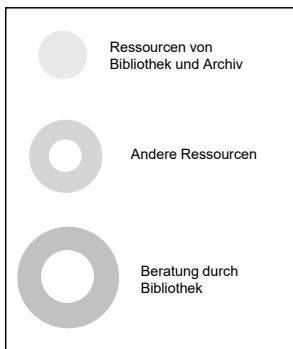 Ressourcen von
Bibliothek und Archiv
Andere Ressourcen
Beratung durch
Bibliothek